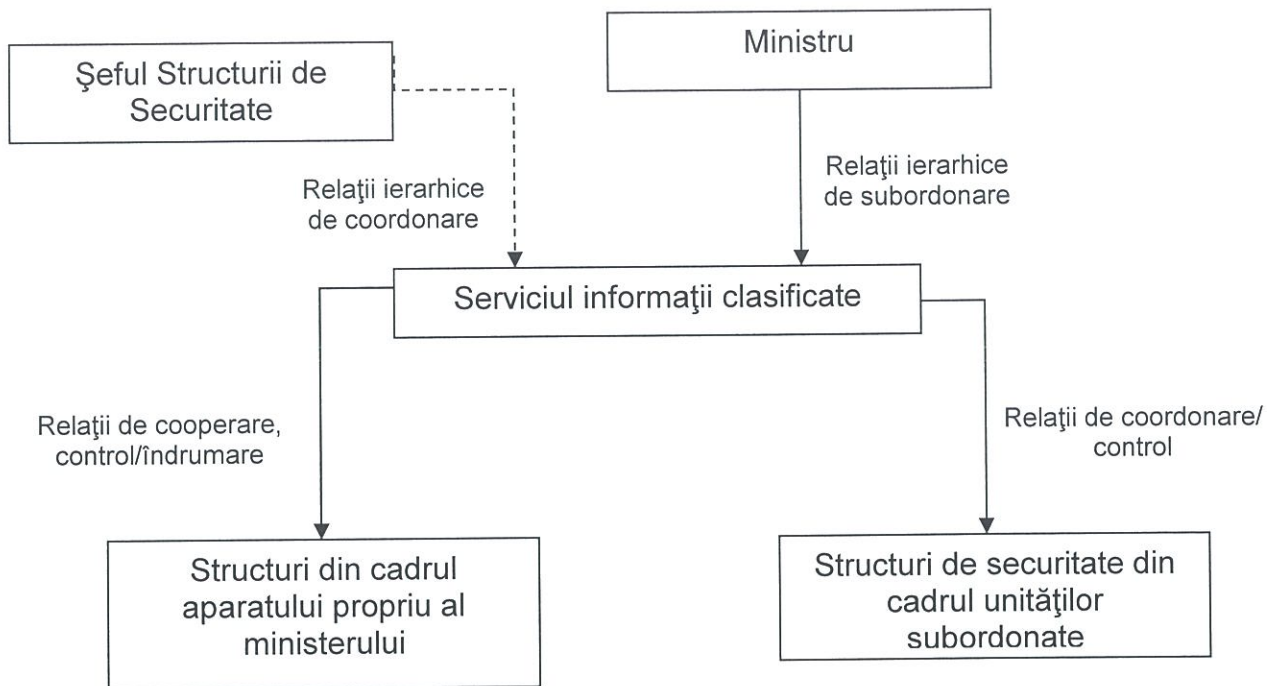 Şeful Structurii de
Securitate
Ministru
Relaţii ierarhice
de coordonare
Relaţii ierarhice
de subordonare
Serviciul informaţii clasificate
Relaţii de cooperare,
control/îndrumare
Relaţii de coordonare/
control
Structuri din cadrul
aparatului propriu al
ministerului
Structuri de securitate din
cadrul unităţilor
subordonate